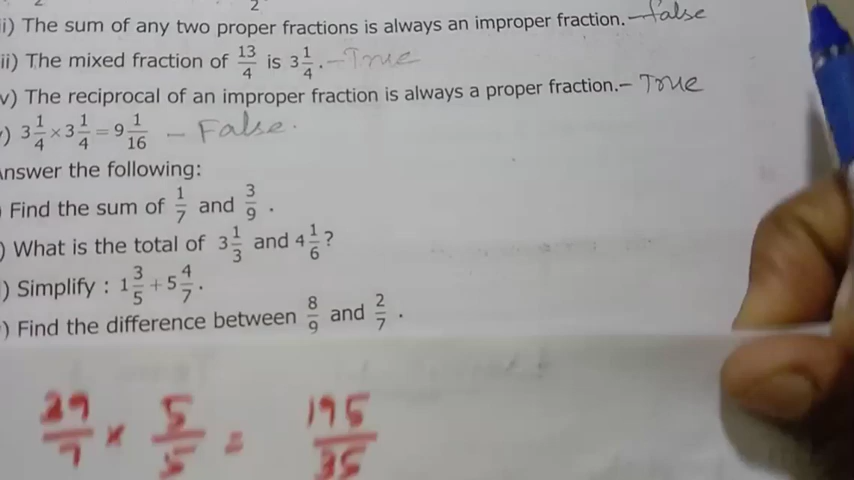 ii) The sum of any two proper fractions is always an improper fraction. - false
ii) The mixed fraction of 13/4 is 3 1/4. - True
v) The reciprocal of an improper fraction is always a proper fraction. - True
) 3 1/4 × 3 1/4 = 9 1/16 - False.
Answer the following:
) Find the sum of 1/7 and 3/9 .
) What is the total of 3 1/3 and 4 1/6?
) Simplify : 1 3/5 + 5 4/7.
) Find the difference between 8/9 and 2/7 .
39/7 × 5/5 = 195/35